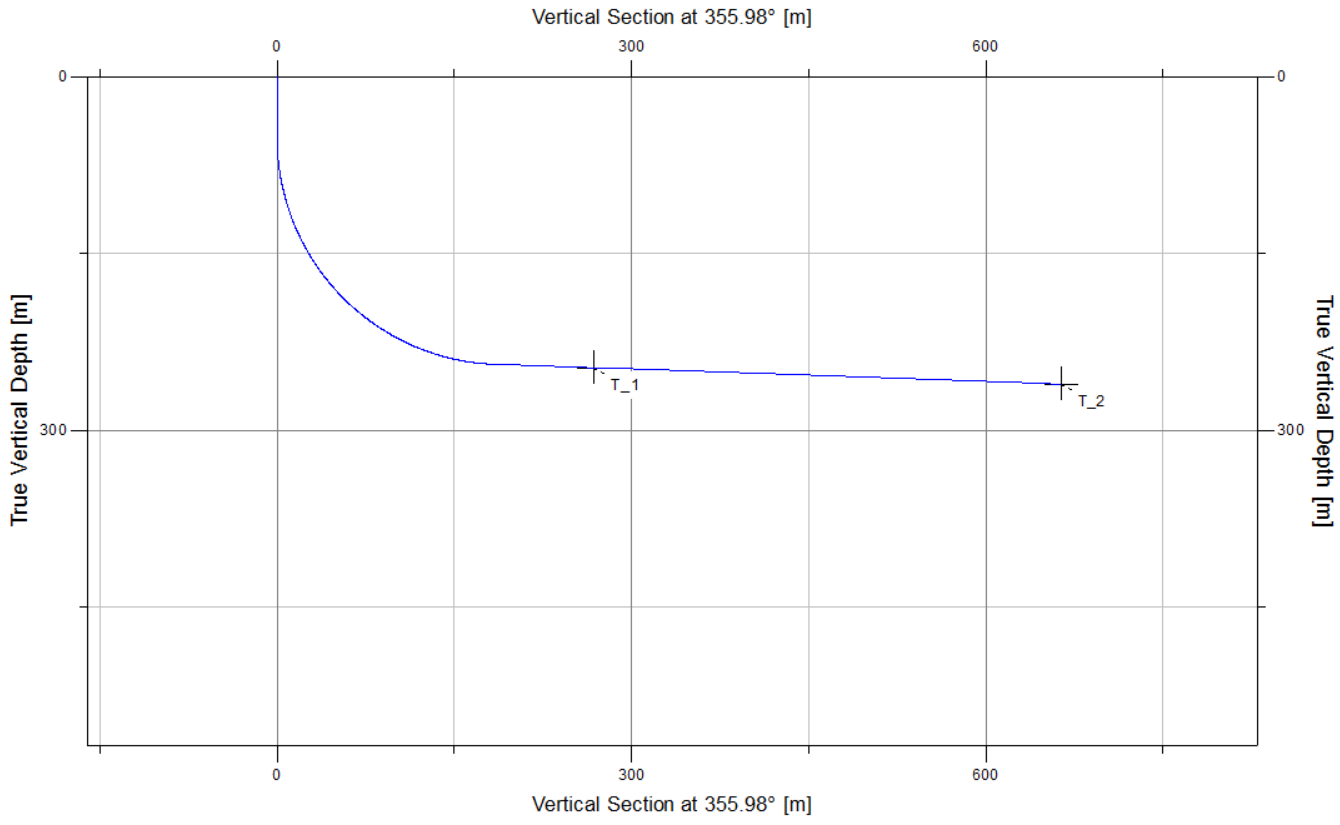 Vertical Section at 355.98° [m]
0 300 600
0 0
True Vertical Depth [m]
True Vertical Depth [m]
T_1
T_2
300 300
0 300 600
Vertical Section at 355.98° [m]